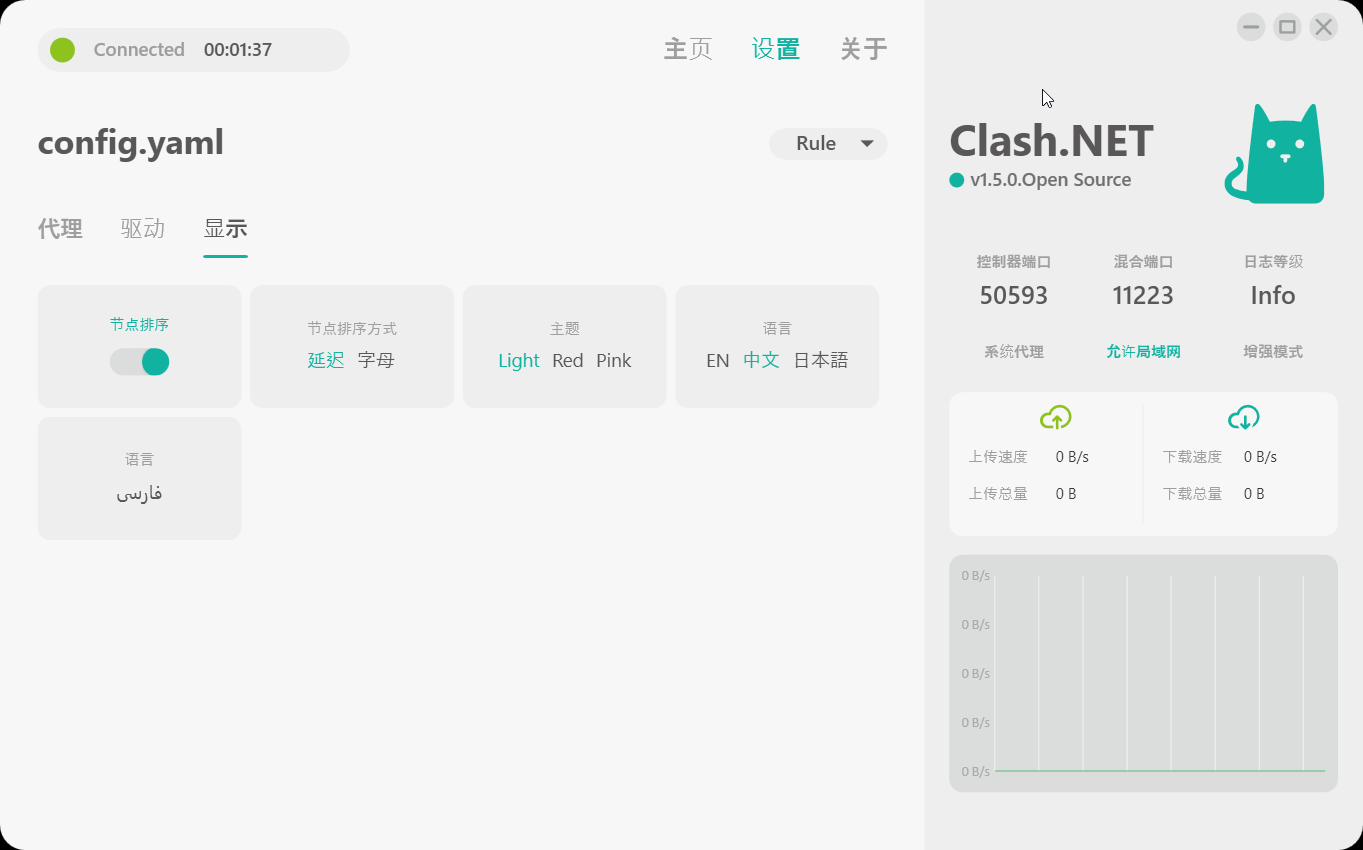 Connected 00:01:37
主页 设置 关于
config.yaml
Rule
代理 驱动 显示
节点排序
节点排序方式
延迟 字母
主题
Light Red Pink
语言
EN 中文 日本語
语言
فارسی
Clash.NET
v1.5.0.Open Source
控制器端口 混合端口 日志等级
50593 11223 Info
系统代理 允许局域网 增强模式
上传速度 0 B/s
上传总量 0 B
下载速度 0 B/s
下载总量 0 B
0 B/s
0 B/s
0 B/s
0 B/s
0 B/s